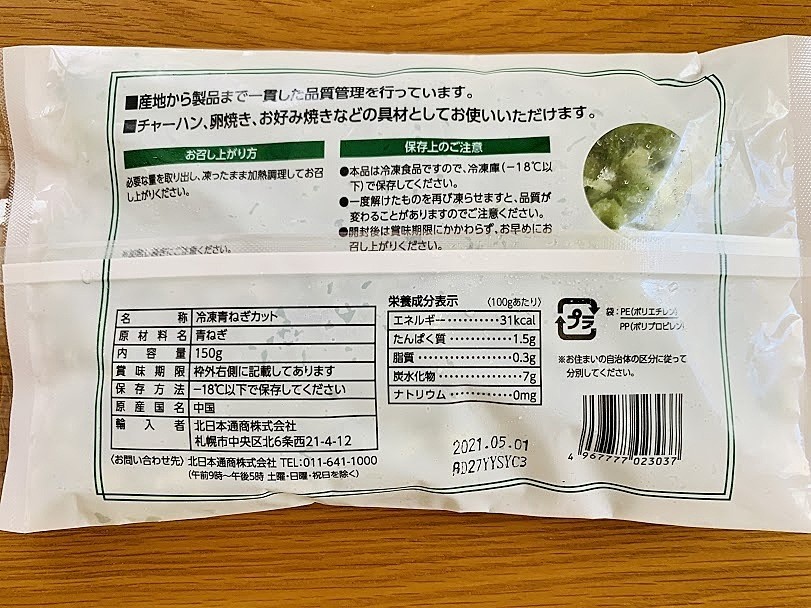 ■産地から製品まで一貫した品質管理を行っています。
■チャーハン、卵焼き、お好み焼きなどの具材としてお使いいただけます。
お召し上がり方
必要な量を取り出し、凍ったまま加熱調理してお召
し上がりください。
保存上のご注意
●本品は冷凍食品ですので、冷凍庫(−18℃以
下)で保存してください。
●一度解けたものを再び凍らせますと、品質が
変わることがありますのでご注意ください。
●開封後は賞味期限にかかわらず、お早めにお
召し上がりください。
名称 冷凍青ねぎカット
原材料名 青ねぎ
内容量 150g
賞味期限 枠外右側に記載してあります
保存方法 −18℃以下で保存してください
原産国名 中国
輸入者 北日本通商株式会社
札幌市中央区北6条西21-4-12
〈お問い合わせ先〉北日本通商株式会社 TEL:011-641-1000
(午前9時〜午後5時 土曜・日曜・祝日を除く)
栄養成分表示 (100gあたり)
エネルギー・・・・・・・・・・31kcal
たんぱく質・・・・・・・・・・1.5g
脂質・・・・・・・・・・・・・・・0.3g
炭水化物・・・・・・・・・・・・7g
ナトリウム・・・・・・・・・・・0mg
プラ
袋:PE(ポリエチレン)
PP(ポリプロピレン)
※お住まいの自治体の区分に従って
分別してください。
2021.05.01
BD27YYSYC3
4 967777 023037